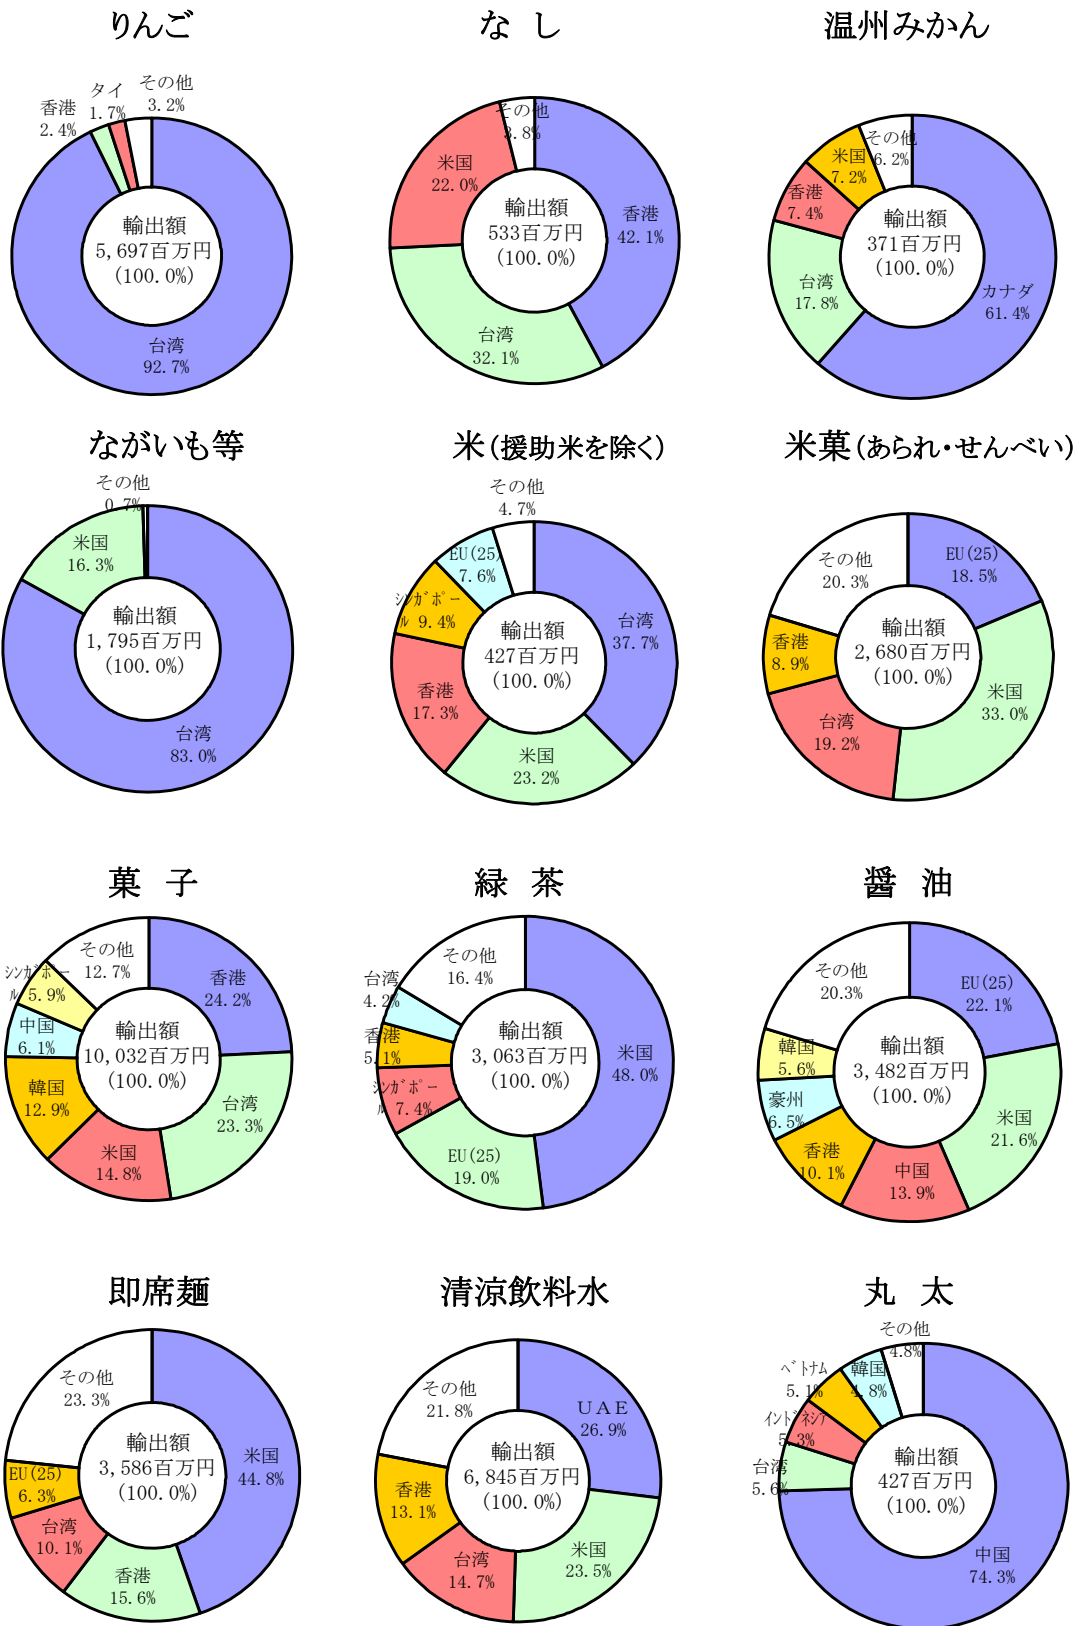 りんご
香港
2.4%
タイ
1.7%
その他
3.2%
輸出額
5,697百万円
(100.0%)
台湾
92.7%
なし
その他
3.8%
米国
22.0%
輸出額
533百万円
(100.0%)
香港
42.1%
台湾
32.1%
温州みかん
その他
6.2%
米国
7.2%
香港
7.4%
輸出額
371百万円
(100.0%)
台湾
17.8%
カナダ
61.4%
ながいも等
その他
0.7%
米国
16.3%
輸出額
1,795百万円
(100.0%)
台湾
83.0%
米(援助米を除く)
その他
4.7%
EU(25)
7.6%
シンガポー
ル 9.4%
輸出額
427百万円
(100.0%)
台湾
37.7%
香港
17.3%
米国
23.2%
米菓(あられ・せんべい)
その他
20.3%
EU(25)
18.5%
香港
8.9%
輸出額
2,680百万円
(100.0%)
米国
33.0%
台湾
19.2%
菓子
その他
12.7%
シンガポー
ル 5.9%
香港
24.2%
中国
6.1%
輸出額
10,032百万円
(100.0%)
韓国
12.9%
台湾
23.3%
米国
14.8%
緑茶
その他
16.4%
台湾
4.2%
香港
5.1%
輸出額
3,063百万円
(100.0%)
米国
48.0%
シンガポー
ル 7.4%
EU(25)
19.0%
醤油
その他
20.3%
EU(25)
22.1%
韓国
5.6%
輸出額
3,482百万円
(100.0%)
豪州
6.5%
香港
10.1%
中国
13.9%
米国
21.6%
即席麺
その他
23.3%
輸出額
3,586百万円
(100.0%)
米国
44.8%
EU(25)
6.3%
台湾
10.1%
香港
15.6%
清涼飲料水
その他
21.8%
UAE
26.9%
輸出額
6,845百万円
(100.0%)
香港
13.1%
台湾
14.7%
米国
23.5%
丸太
その他
4.8%
ベトナム
5.1%
韓国
4.8%
インドネシア
5.3%
台湾
5.6%
輸出額
427百万円
(100.0%)
中国
74.3%